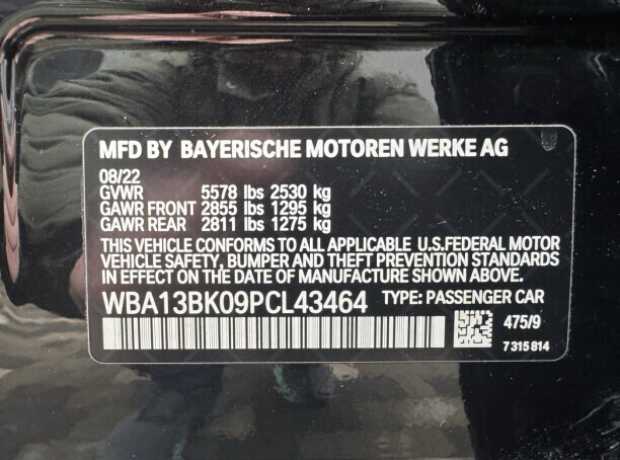 MFD BY BAYERISCHE MOTOREN WERKE AG
08/22
GVWR 5578 lbs 2530 kg
GAWR FRONT 2855 lbs 1295 kg
GAWR REAR 2811 lbs 1275 kg
THIS VEHICLE CONFORMS TO ALL APPLICABLE U.S.FEDERAL MOTOR
VEHICLE SAFETY, BUMPER AND THEFT PREVENTION STANDARDS
IN EFFECT ON THE DATE OF MANUFACTURE SHOWN ABOVE.
WBA13BK09PCL43464 TYPE: PASSENGER CAR
475/9
7 315 814